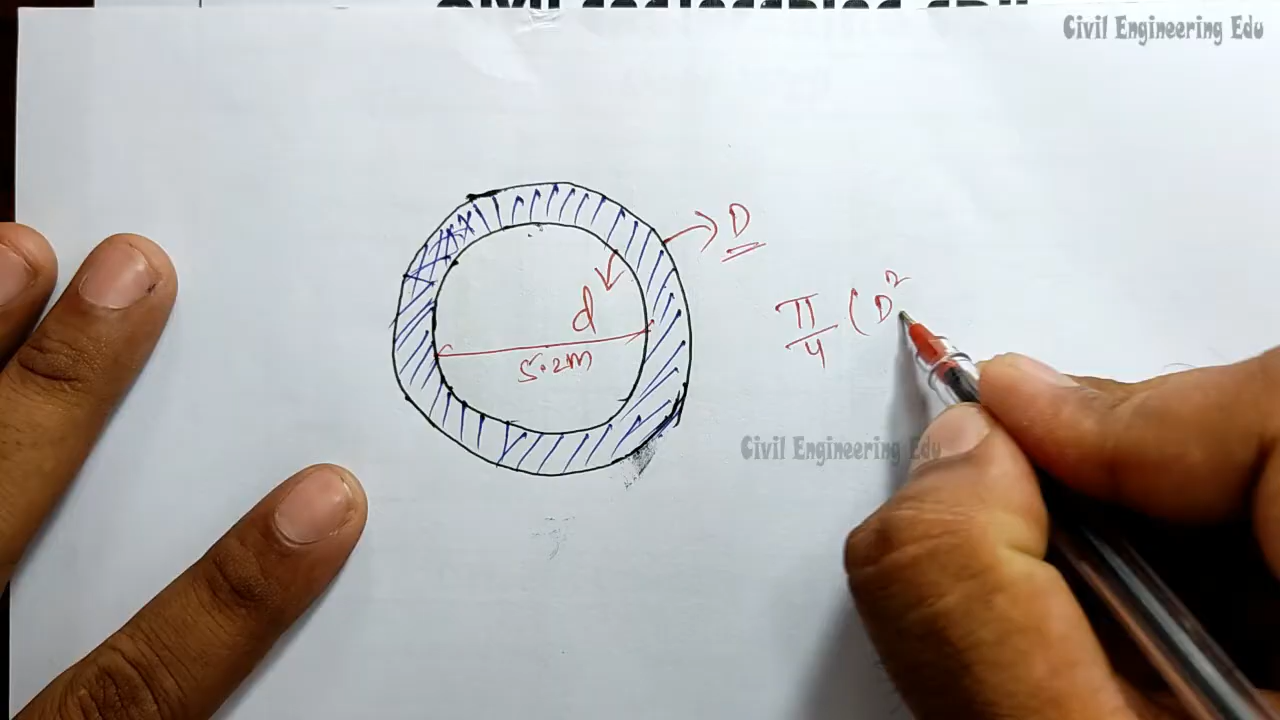 Civil Engineering Edu
D
π/4 (D²
d
5.2m
Civil Engineering Edu